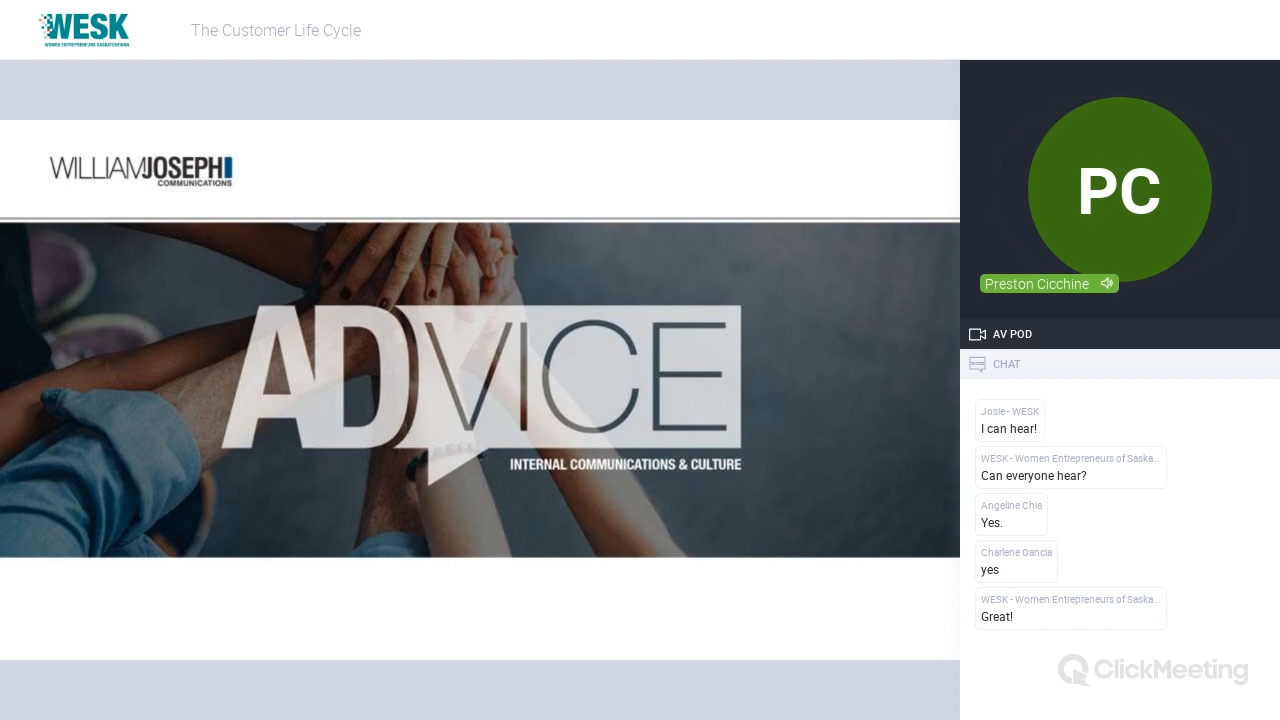 WESK
WOMEN ENTREPRENEURS SASKATCHEWAN
The Customer Life Cycle
WILLIAMJOSEPH
COMMUNICATIONS
ADVICE
INTERNAL COMMUNICATIONS & CULTURE
PC
Preston Cicchine
AV POD
CHAT
Josie - WESK
I can hear!
WESK - Women Entrepreneurs of Saska...
Can everyone hear?
Angeline Chia
Yes.
Charlene Oancia
yes
WESK - Women Entrepreneurs of Saska...
Great!
ClickMeeting